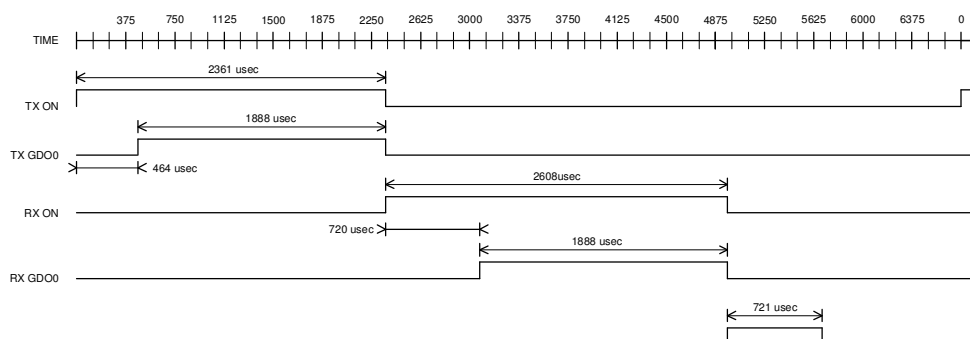 375 750 1125 1500 1875 2250 2625 3000 3375 3750 4125 4500 4875 5250 5625 6000 6375 0
TIME
2361 usec
TX ON
1888 usec
TX GDO0
464 usec
2608usec
RX ON
720 usec
1888 usec
RX GDO0
721 usec